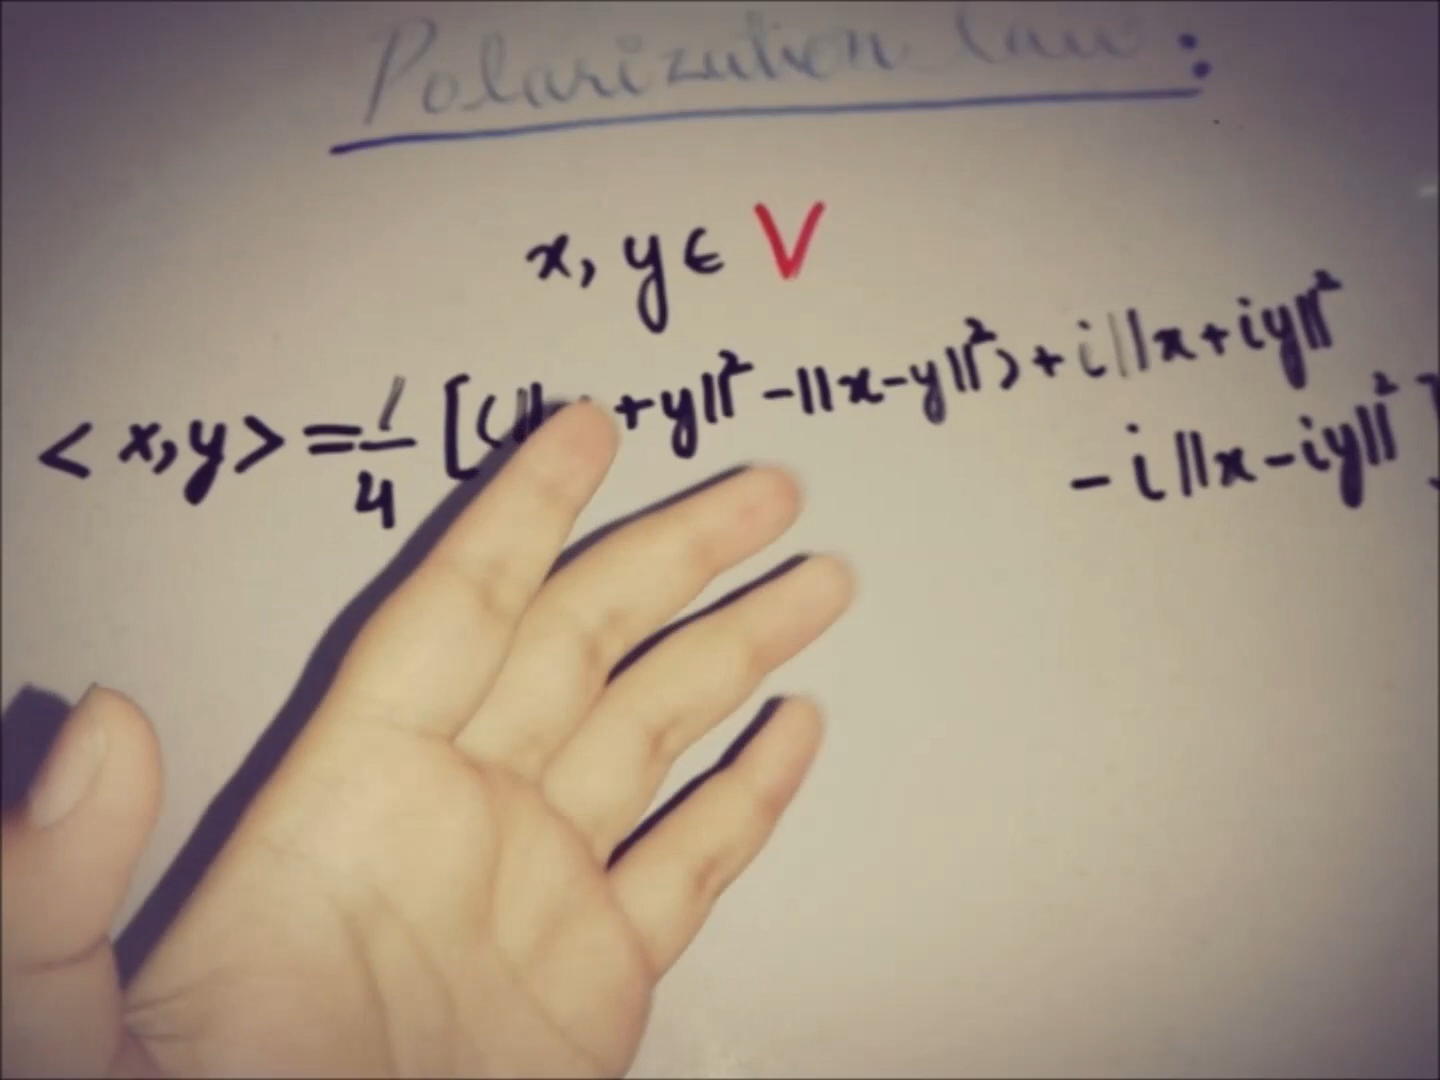 Polarization law :
x, y ∈ V
< x, y > = 1/4 [(|| + y||² - ||x - y||²) + i||x + iy||²
- i ||x - iy||² ]